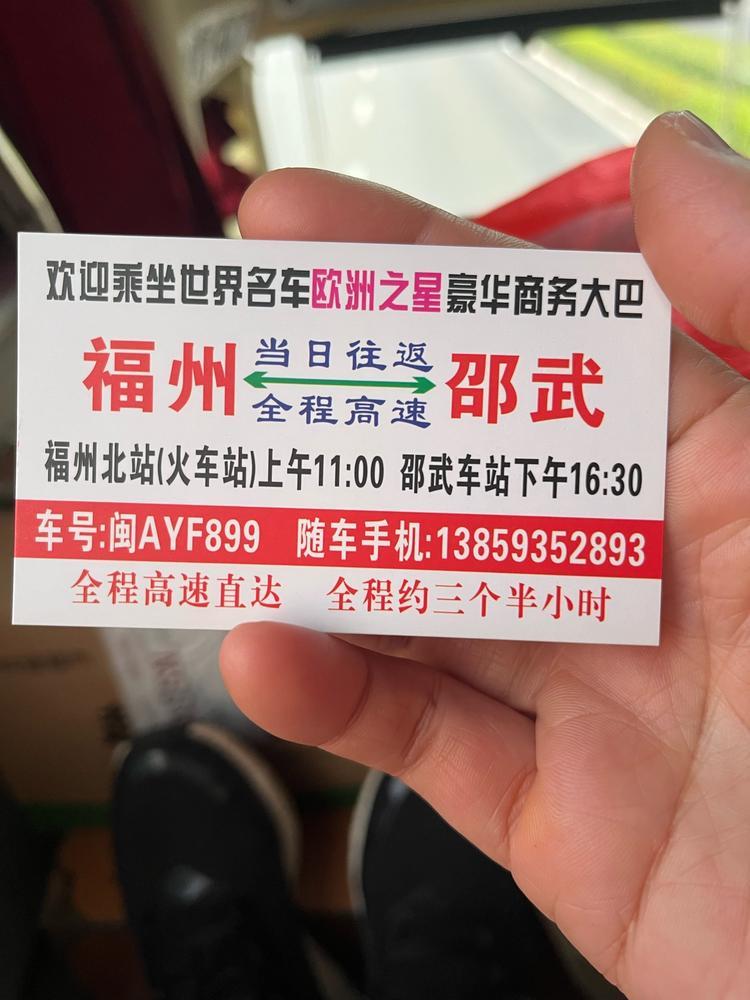 欢迎乘坐世界名车欧洲之星豪华商务大巴
福州 当日往返 邵武
全程高速
福州北站(火车站)上午11:00 邵武车站下午16:30
车号:闽AYF899 随车手机:13859352893
全程高速直达 全程约三个半小时